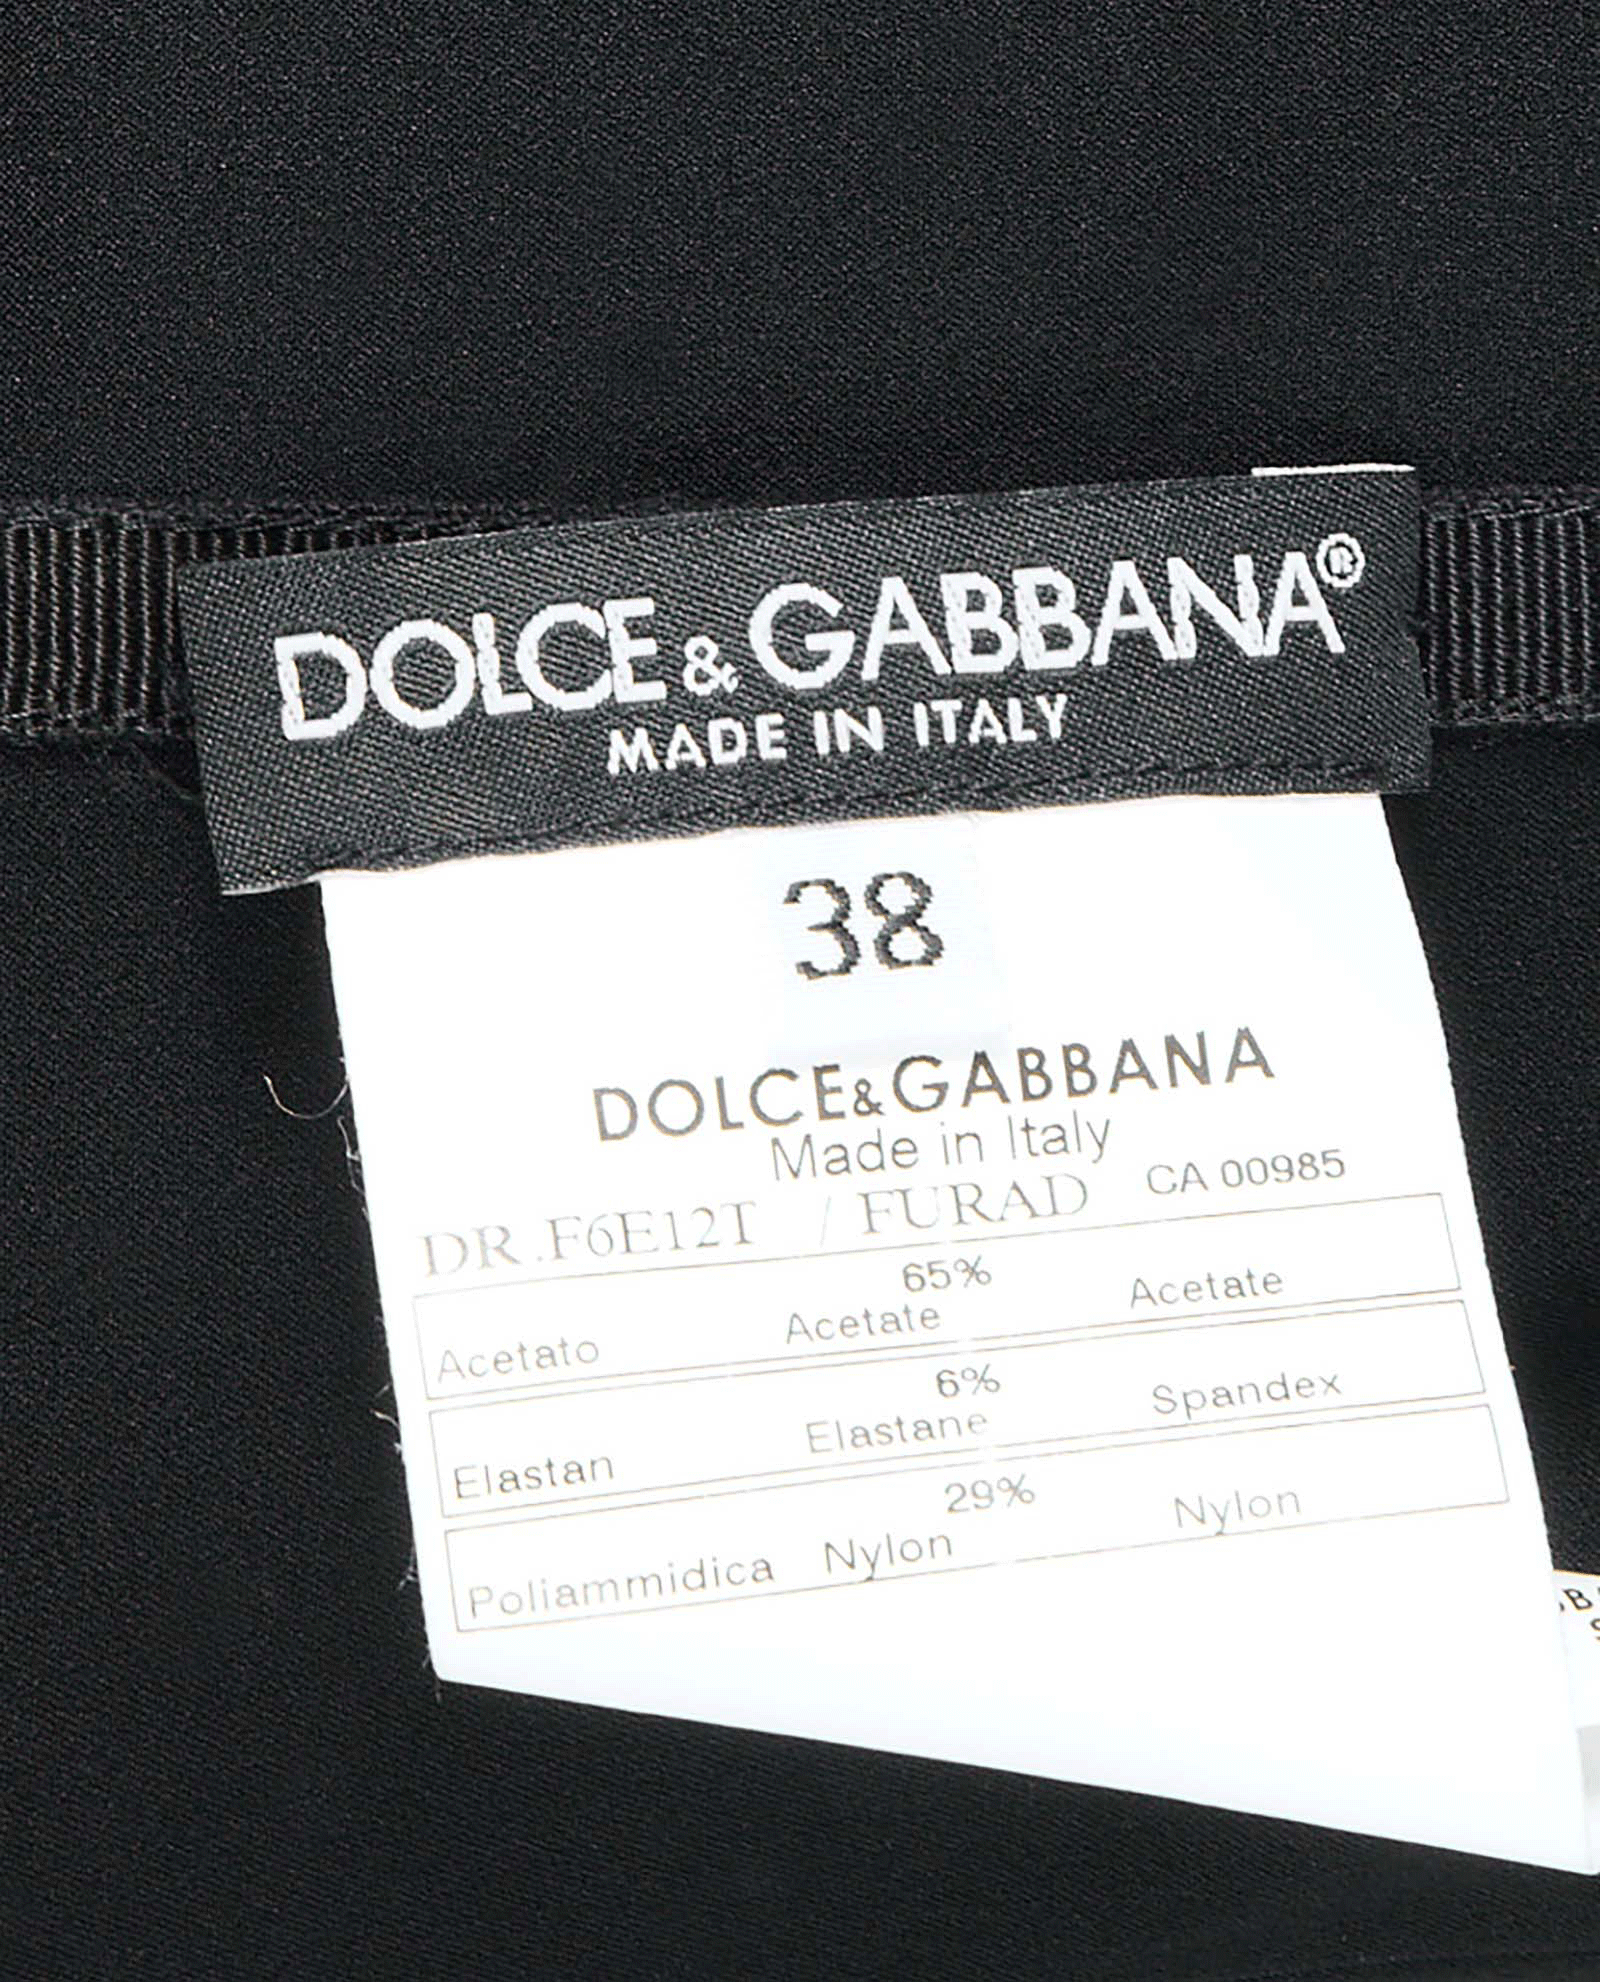 DOLCE & GABBANA®
MADE IN ITALY
38
DOLCE&GABBANA
Made in Italy
DR.F6E12T / FURAD CA 00985
65%
Acetato Acetate Acetate
6%
Elastan Elastane Spandex
29%
Poliammidica Nylon Nylon